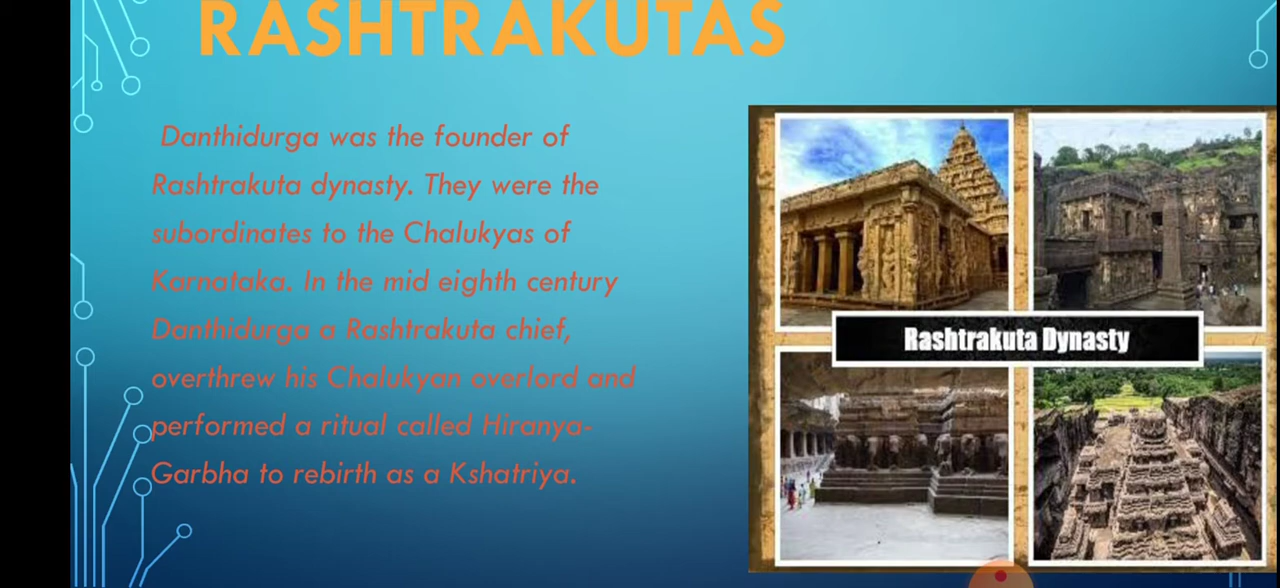 RASHTRAKUTAS
Danthidurga was the founder of
Rashtrakuta dynasty. They were the
subordinates to the Chalukyas of
Karnataka. In the mid eighth century
Danthidurga a Rashtrakuta chief,
overthrew his Chalukyan overlord and
performed a ritual called Hiranya-
Garbha to rebirth as a Kshatriya.
Rashtrakuta Dynasty